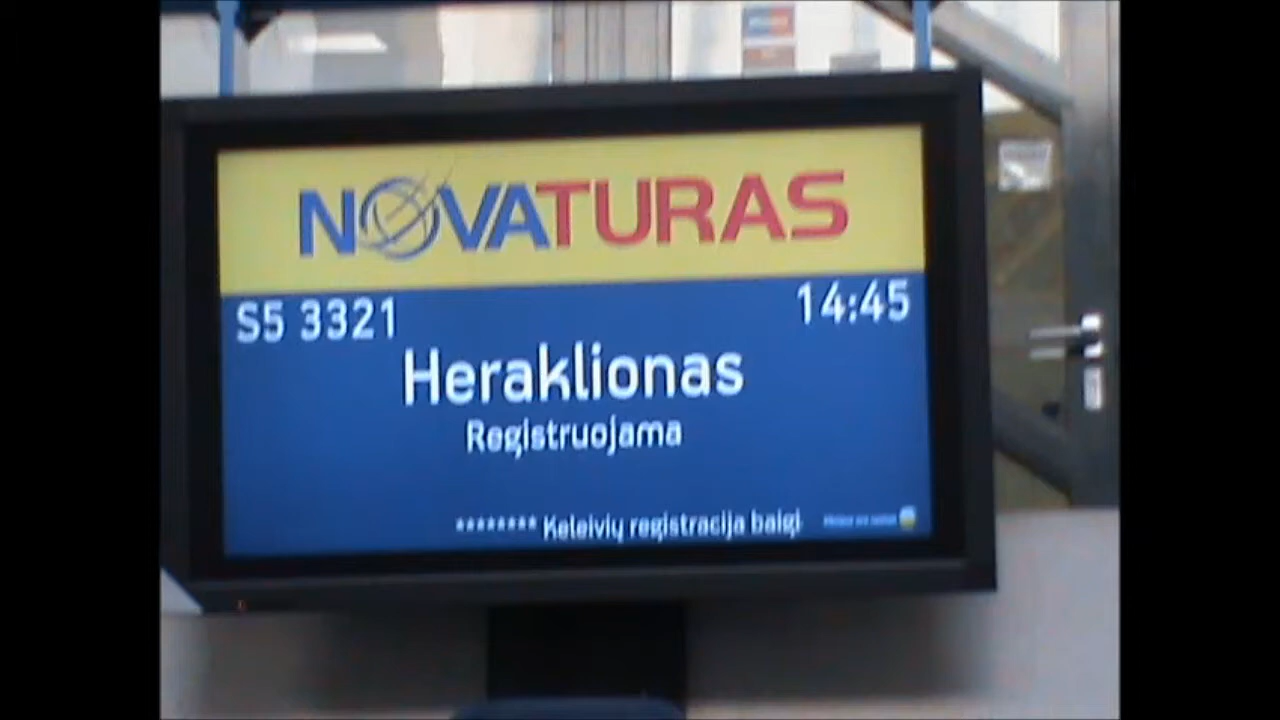 NOVATURAS
S5 3321 14:45
Heraklionas
Registruojama
******** Keleivių registracija baigi